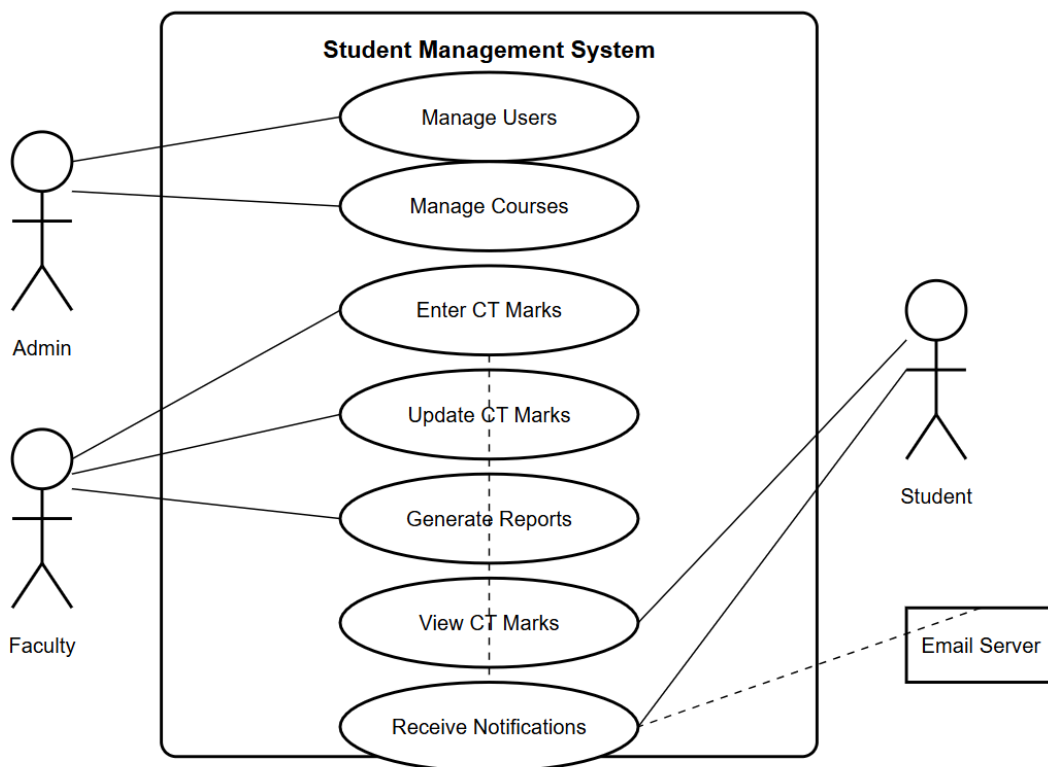 Student Management System
Manage Users
Manage Courses
Enter CT Marks
Admin
Update CT Marks
Student
Generate Reports
View CT Marks
Faculty
Email Server
Receive Notifications